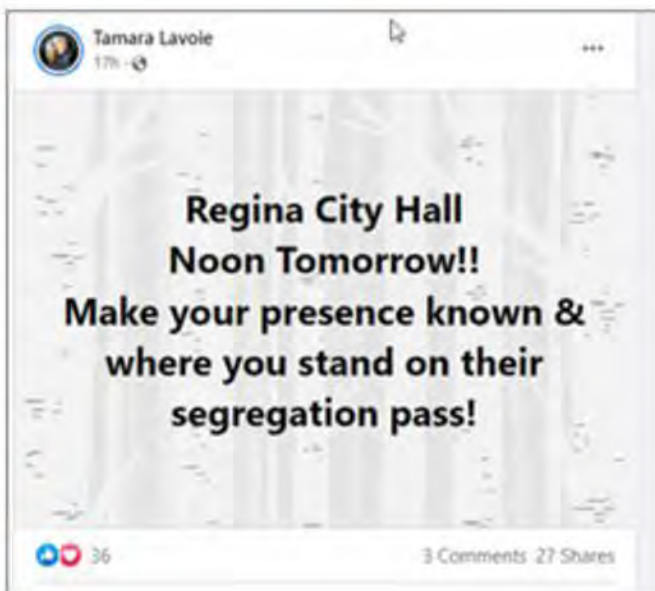 Tamara Lavoie
17h
Regina City Hall
Noon Tomorrow!!
Make your presence known &
where you stand on their
segregation pass!
36
3 Comments 27 Shares